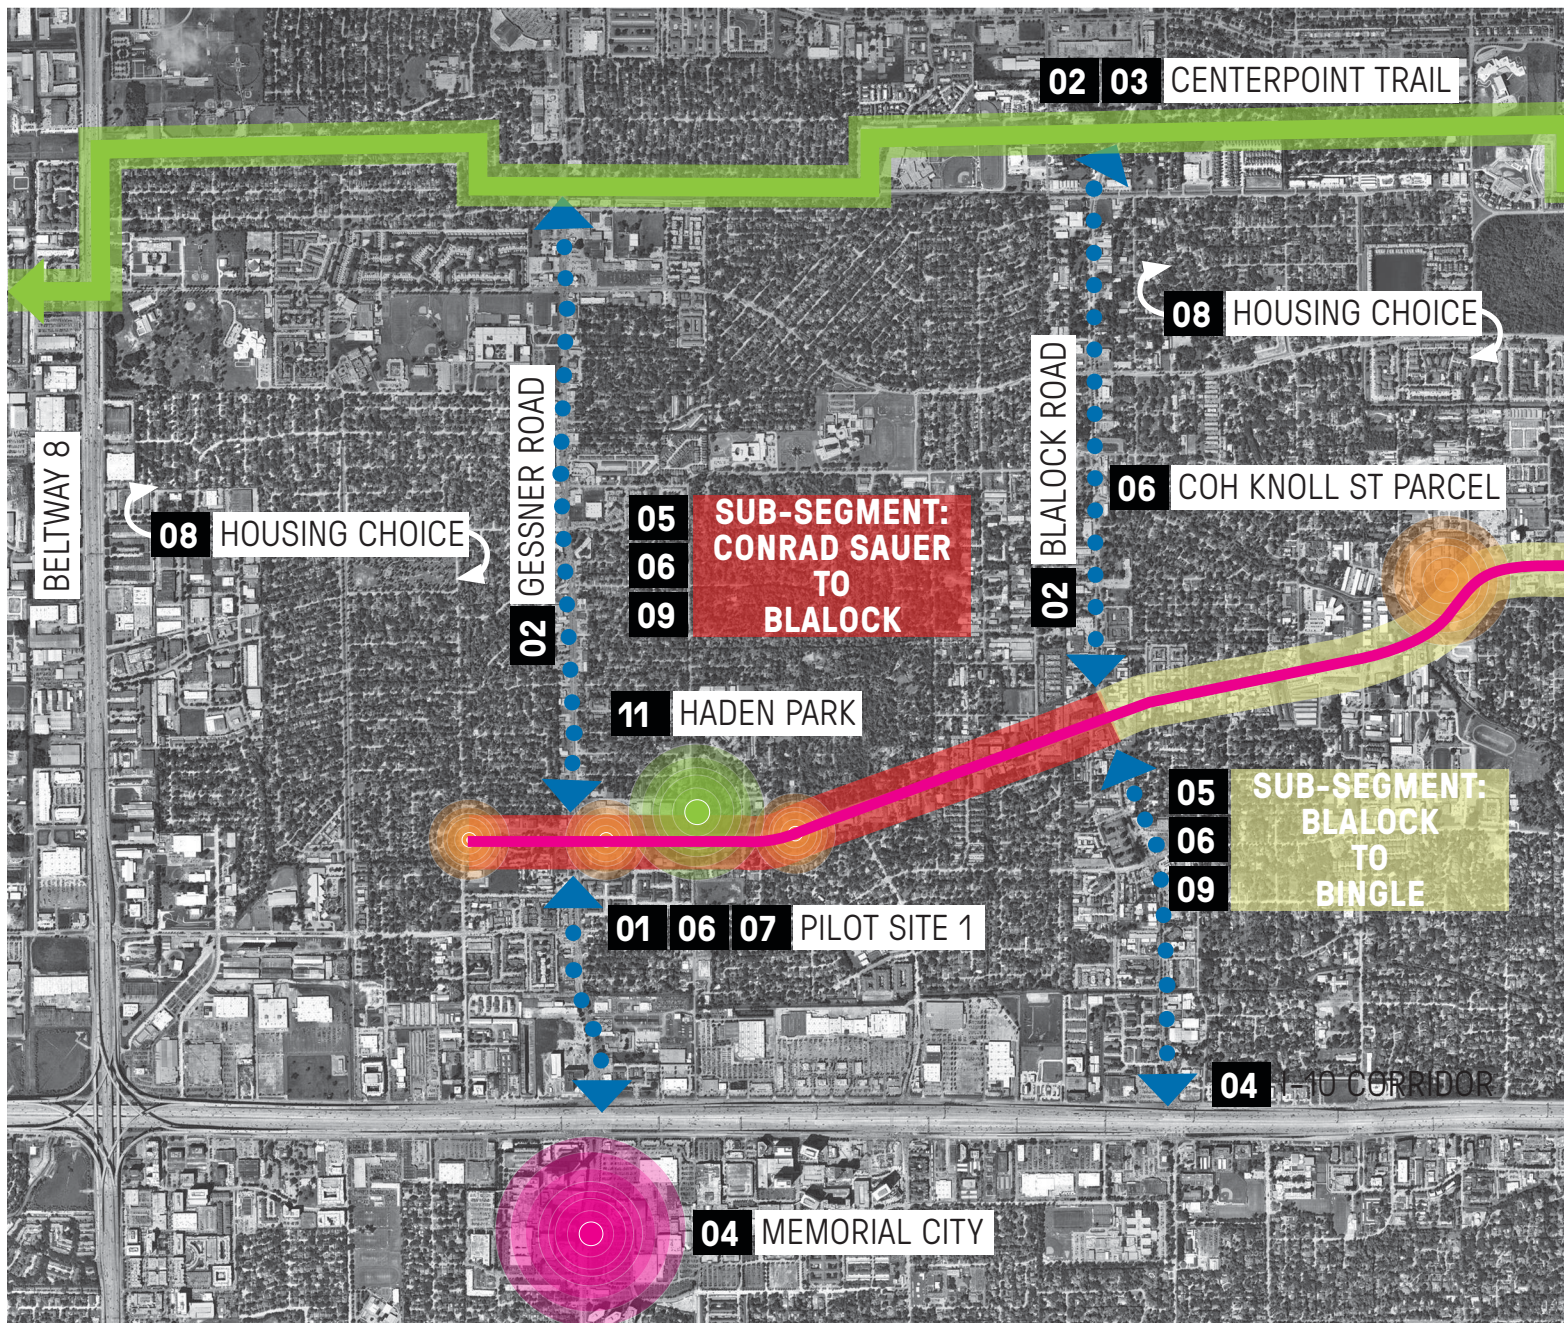 02 03 CENTERPOINT TRAIL
08 HOUSING CHOICE
BELTWAY 8
08 HOUSING CHOICE
02 GESSNER ROAD
05
06
09
SUB-SEGMENT:
CONRAD SAUER
TO
BLALOCK
02 BLALOCK ROAD
06 COH KNOLL ST PARCEL
11 HADEN PARK
05
06
09
SUB-SEGMENT:
BLALOCK
TO
BINGLE
01 06 07 PILOT SITE 1
04 I-10 CORRIDOR
04 MEMORIAL CITY